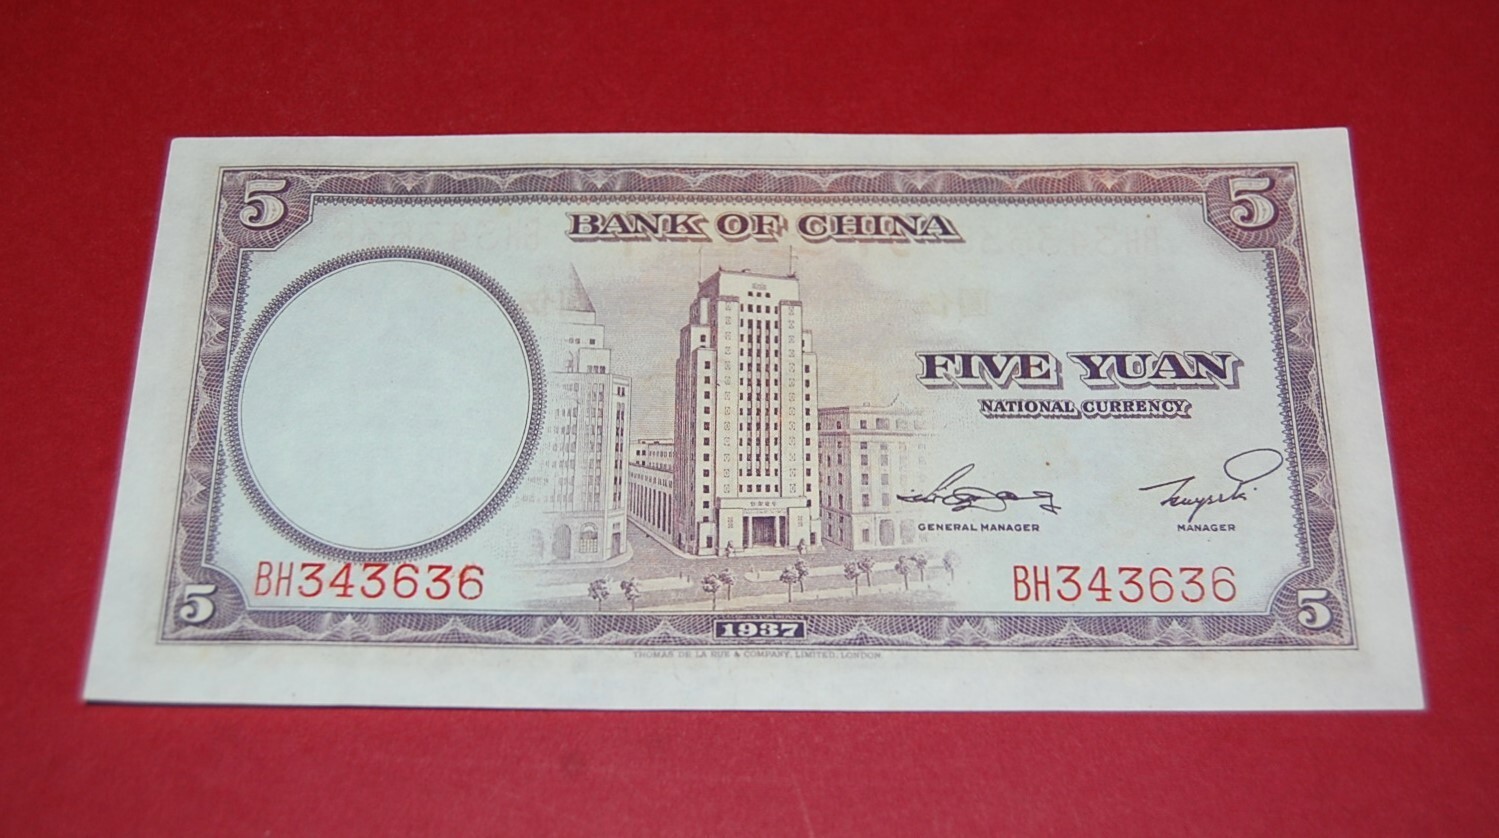 5 5
BANK OF CHINA
FIVE YUAN
NATIONAL CURRENCY
GENERAL MANAGER MANAGER
BH343636 BH343636
5 1937 5
THOMAS DE LA RUE & COMPANY, LIMITED, LONDON.